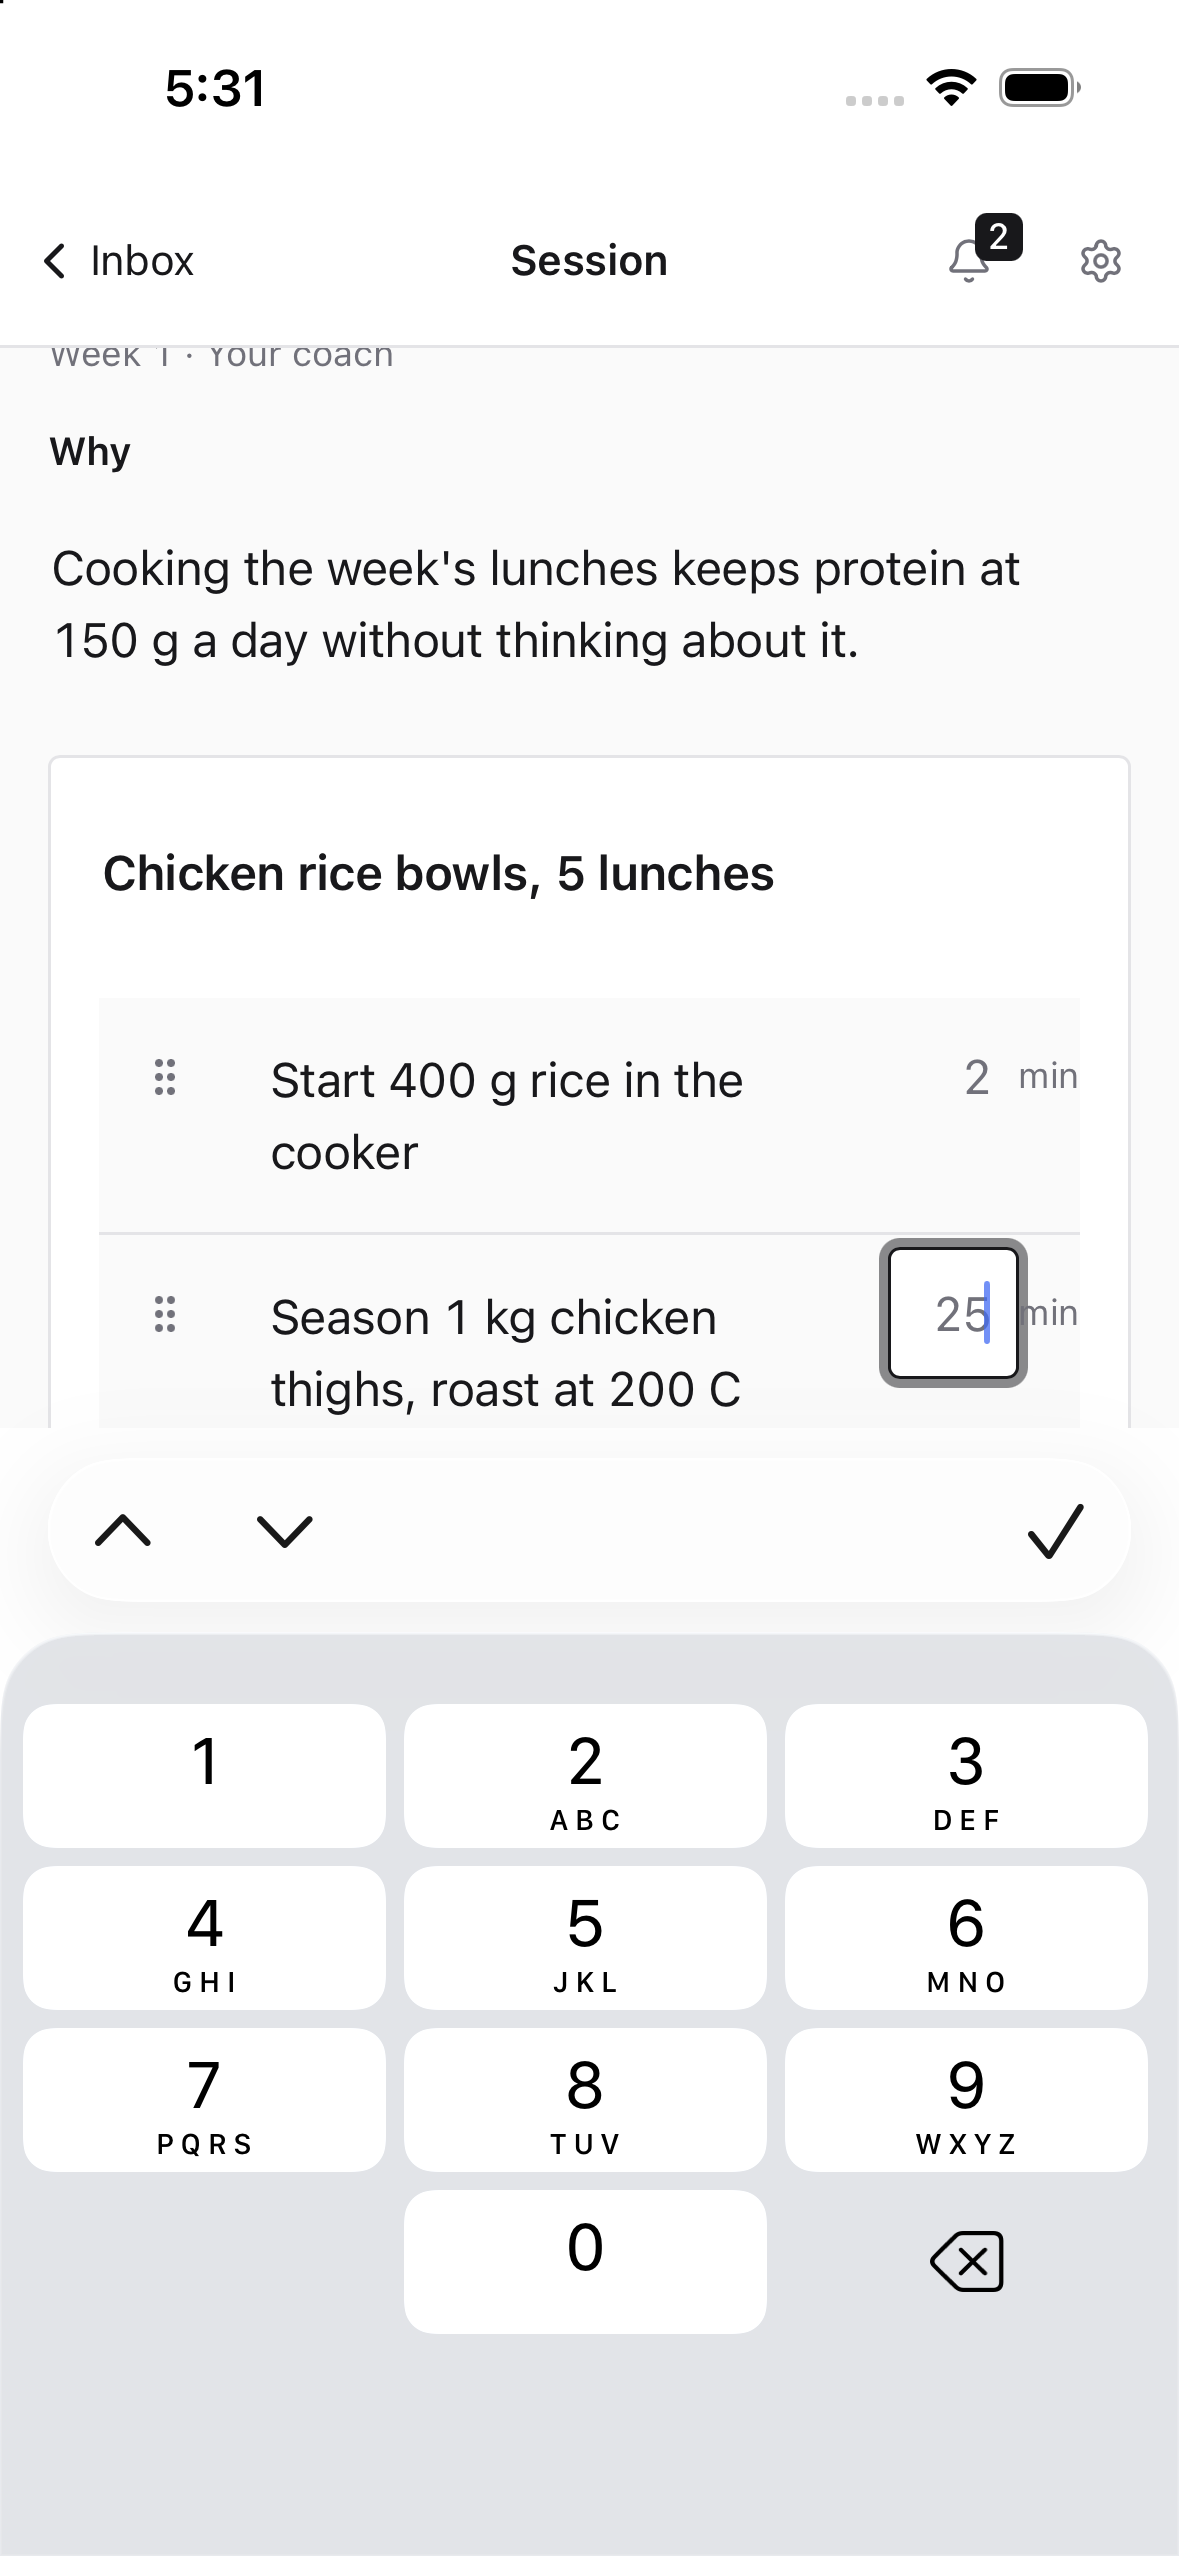 5:31
Inbox
Session
2
Week 1 · Your coach
Why
Cooking the week's lunches keeps protein at
150 g a day without thinking about it.
Chicken rice bowls, 5 lunches
Start 400 g rice in the
cooker
2 min
Season 1 kg chicken
thighs, roast at 200 C
25 min
1
2
ABC
3
DEF
4
GHI
5
JKL
6
MNO
7
PQRS
8
TUV
9
WXYZ
0